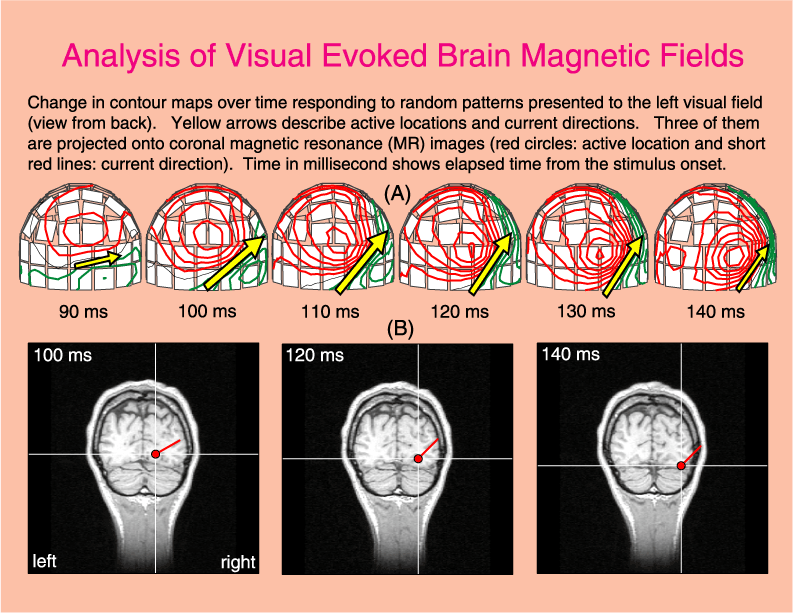 Analysis of Visual Evoked Brain Magnetic Fields
Change in contour maps over time responding to random patterns presented to the left visual field
(view from back). Yellow arrows describe active locations and current directions. Three of them
are projected onto coronal magnetic resonance (MR) images (red circles: active location and short
red lines: current direction). Time in millisecond shows elapsed time from the stimulus onset.
(A)
90 ms 100 ms 110 ms 120 ms 130 ms 140 ms
(B)
100 ms 120 ms 140 ms
left right